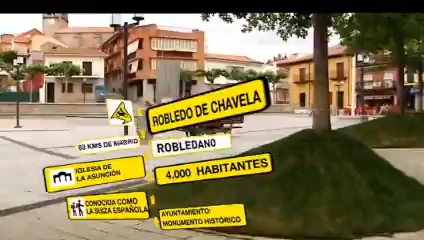 ROBLEDO DE CHAVELA
63 KMS DE MADRID
ROBLEDANO
IGLESIA DE
LA ASUNCIÓN
4.000 HABITANTES
CONOCIDA COMO
LA SUIZA ESPAÑOLA
AYUNTAMIENTO:
MONUMENTO HISTÓRICO